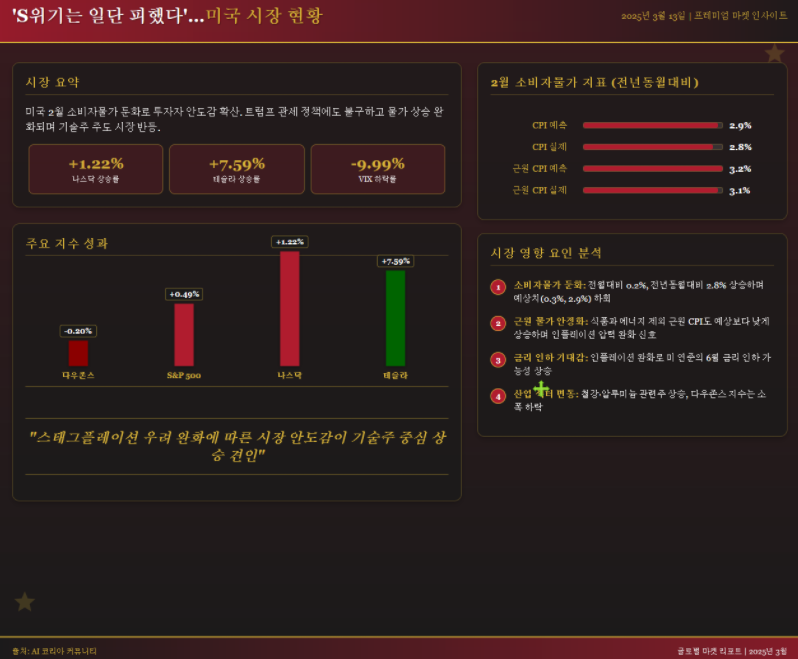 'S위기는 일단 피했다'...미국 시장 현황
2025년 3월 13일 | 프레미엄 마켓 인사이트
시장 요약
미국 2월 소비자물가 둔화로 투자자 안도감 확산. 트럼프 관세 정책에도 불구하고 물가 상승 완
화되며 기술주 주도 시장 반등.
+1.22%
나스닥 상승률
+7.59%
테슬라 상승률
-9.99%
VIX 하락률
주요 지수 성과
-0.20%
다우존스
+0.49%
S&P 500
+1.22%
나스닥
+7.59%
테슬라
"스태그플레이션 우려 완화에 따른 시장 안도감이 기술주 중심 상
승 견인"
2월 소비자물가 지표 (전년동월대비)
CPI 예측 2.9%
CPI 실제 2.8%
근원 CPI 예측 3.2%
근원 CPI 실제 3.1%
시장 영향 요인 분석
1 소비자물가 둔화: 전월대비 0.2%, 전년동월대비 2.8% 상승하며
예상치(0.3%, 2.9%) 하회
2 근원 물가 안정화: 식품과 에너지 제외 근원 CPI도 예상보다 낮게
상승하며 인플레이션 압력 완화 신호
3 금리 인하 기대감: 인플레이션 완화로 미 연준의 6월 금리 인하 가
능성 상승
4 산업 변동: 철강·알루미늄 관련주 상승, 다우존스 지수는 소
폭 하락
출처: AI 코리아 커뮤니티
글로벌 마켓 리포트 | 2025년 3월